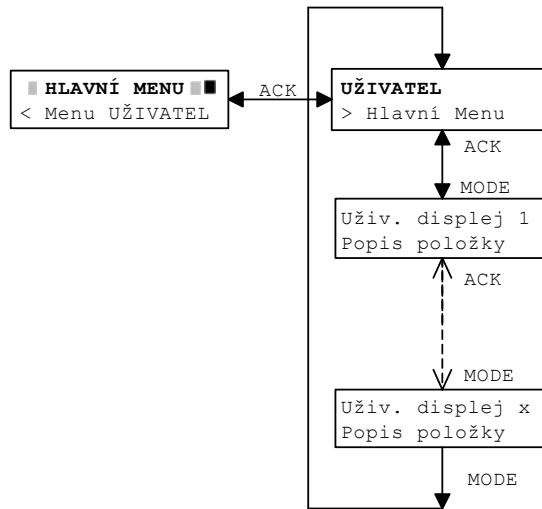 HLAVNÍ MENU
< Menu UŽIVATEL
ACK
UŽIVATEL
> Hlavní Menu
ACK
MODE
Uživ. displej 1
Popis položky
ACK
MODE
Uživ. displej x
Popis položky
MODE